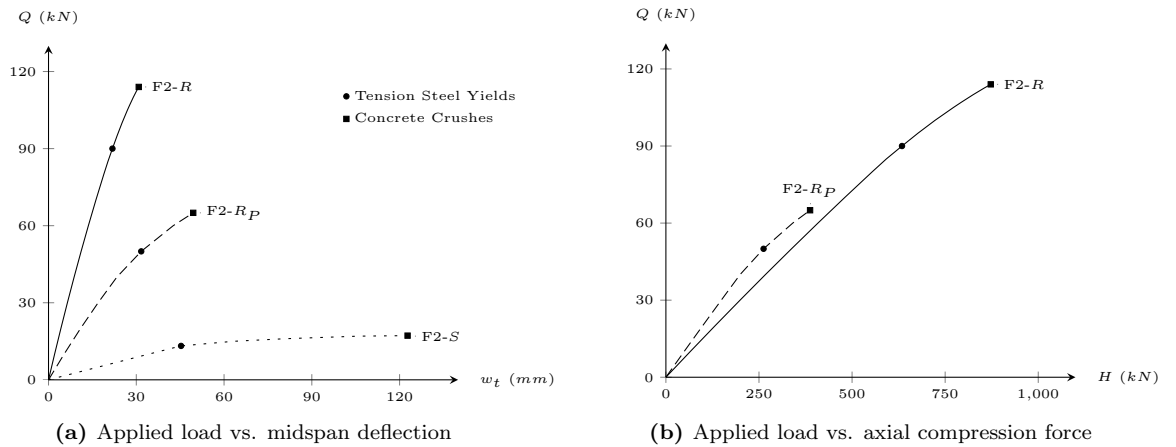 Q (kN)
120
90
60
30
0
0
30
60
90
120
w_t (mm)
F2-R
F2-R_P
F2-S
Tension Steel Yields
Concrete Crushes
(a) Applied load vs. midspan deflection
Q (kN)
120
90
60
30
0
0
250
500
750
1,000
H (kN)
F2-R
F2-R_P
(b) Applied load vs. axial compression force